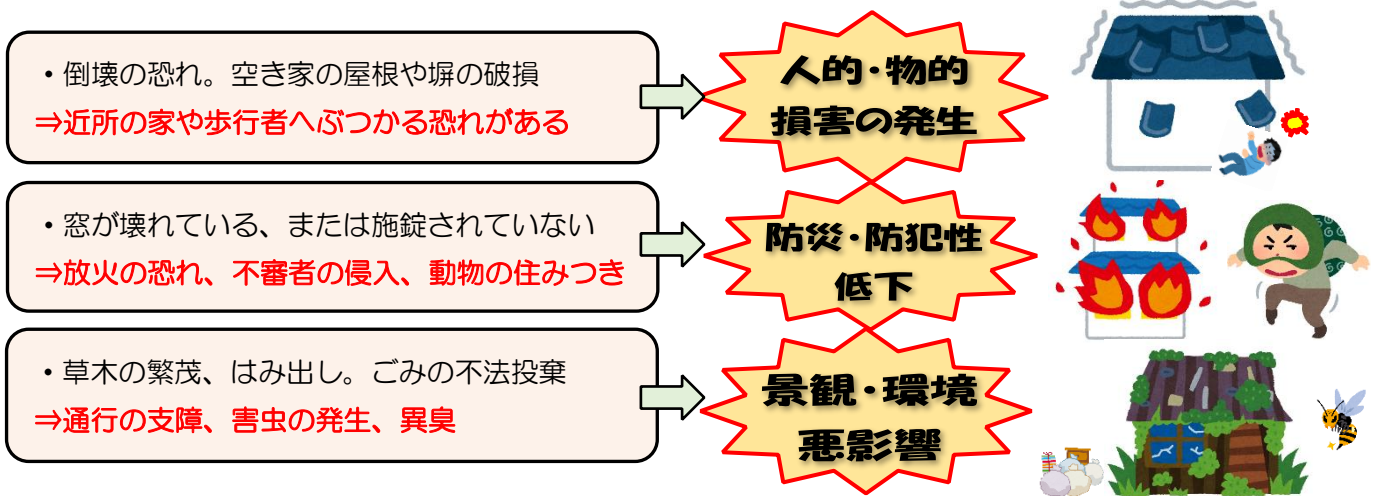 ・倒壊の恐れ。空き家の屋根や塀の破損
⇒近所の家や歩行者へぶつかる恐れがある
人的・物的
損害の発生
・窓が壊れている、または施錠されていない
⇒放火の恐れ、不審者の侵入、動物の住みつき
防災・防犯性
低下
・草木の繁茂、はみ出し。ごみの不法投棄
⇒通行の支障、害虫の発生、異臭
景観・環境
悪影響